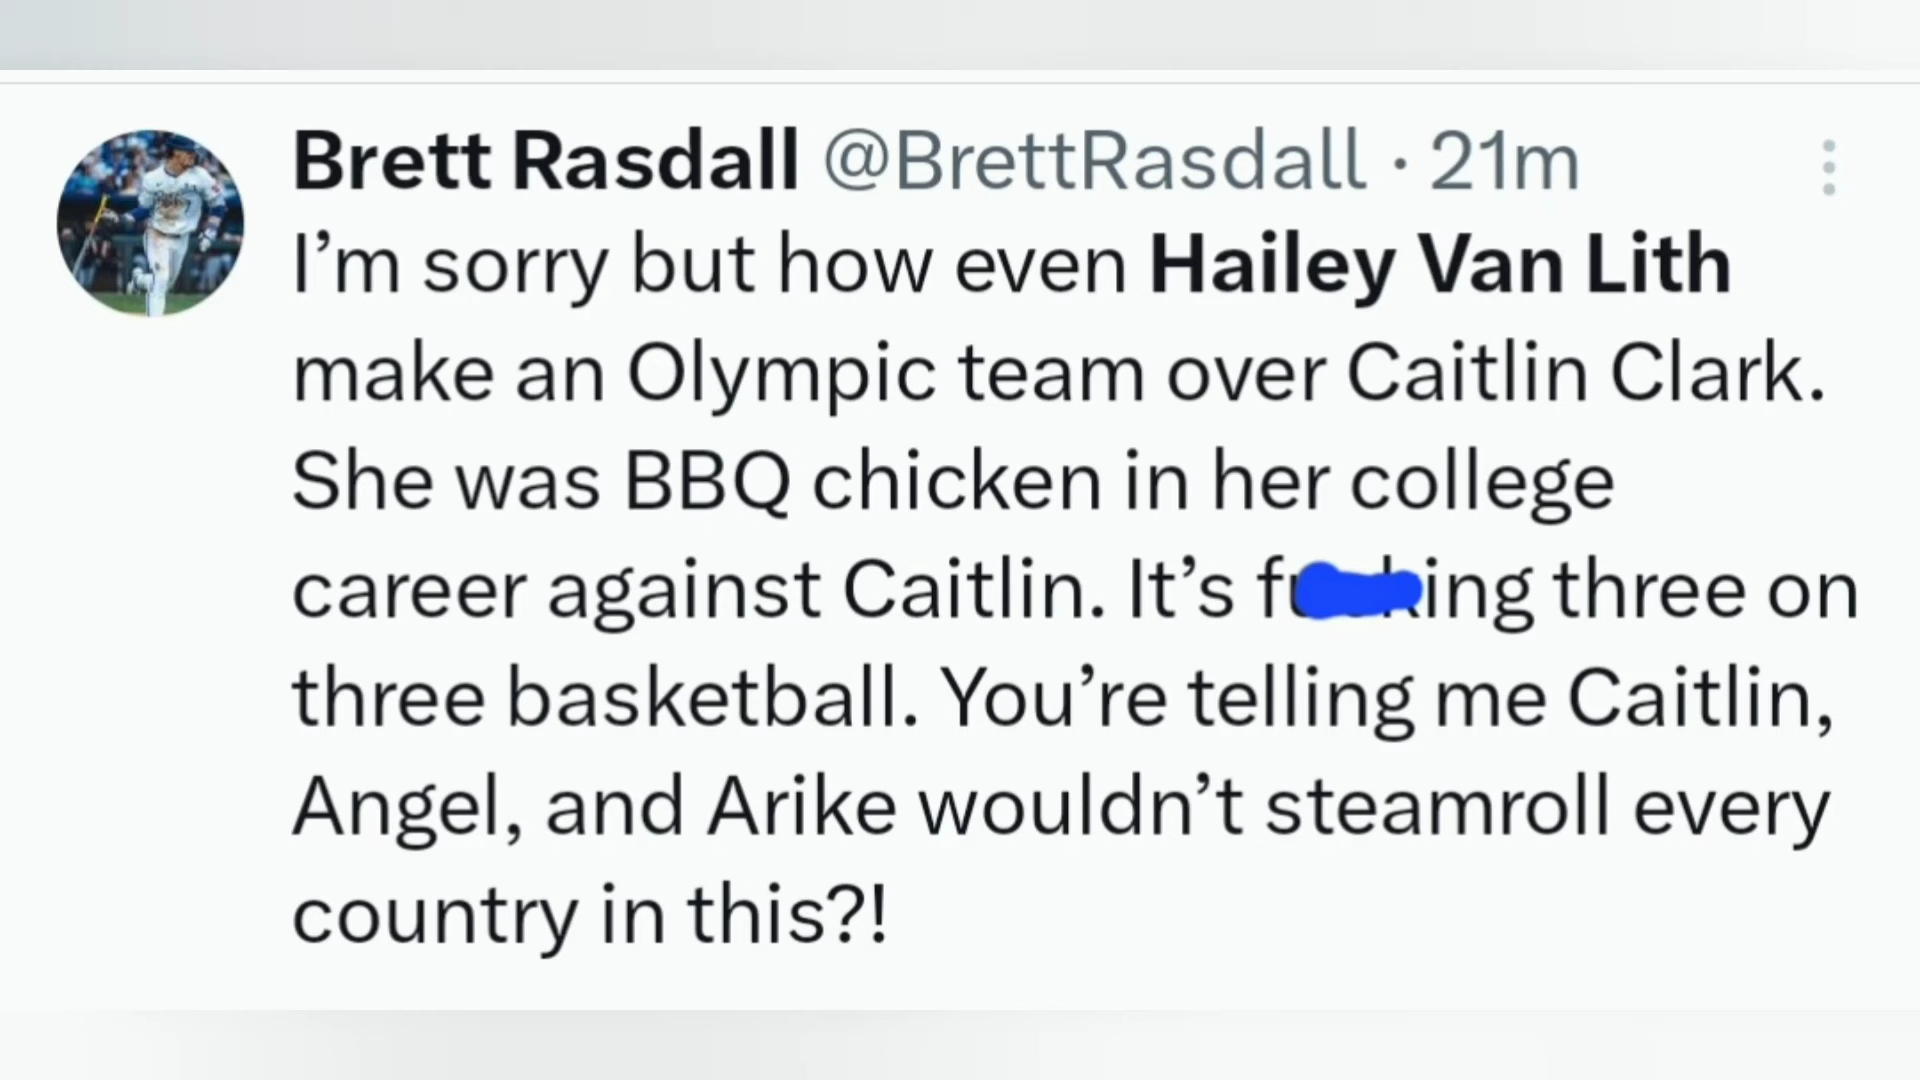 Brett Rasdall @BrettRasdall · 21m
I’m sorry but how even Hailey Van Lith
make an Olympic team over Caitlin Clark.
She was BBQ chicken in her college
career against Caitlin. It’s fu king three on
three basketball. You’re telling me Caitlin,
Angel, and Arike wouldn’t steamroll every
country in this?!